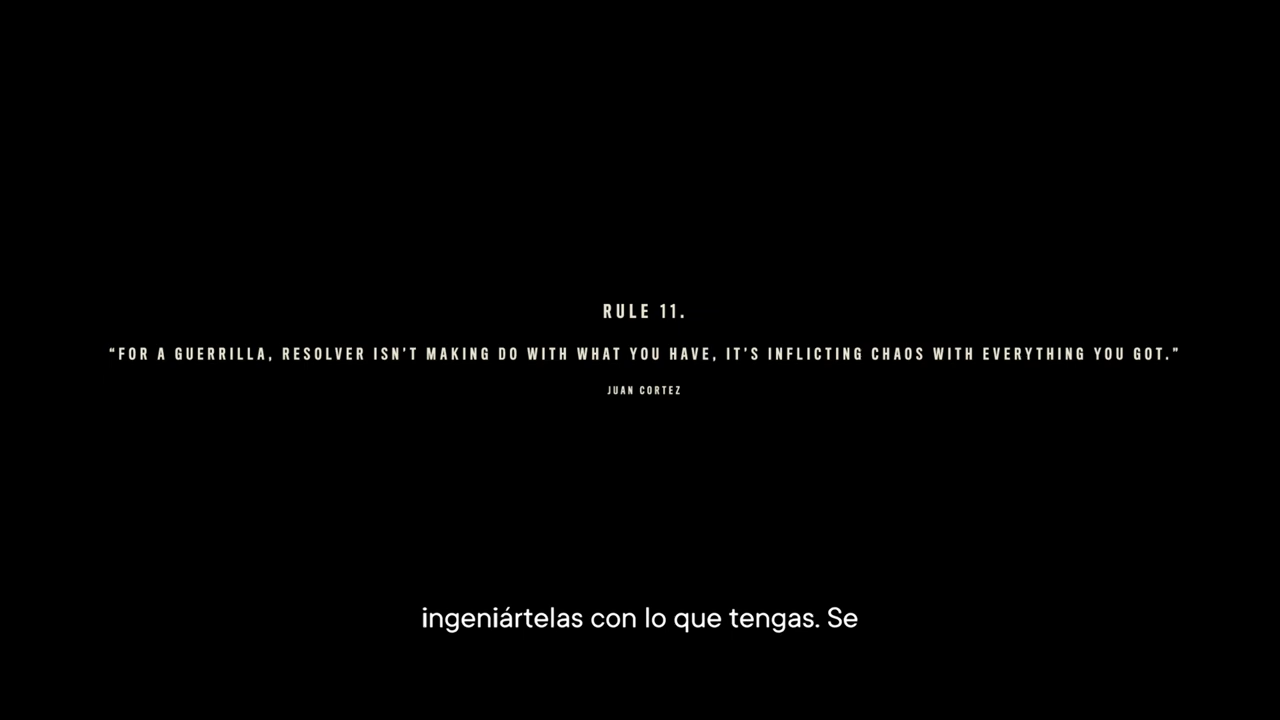 RULE 11.
“FOR A GUERRILLA, RESOLVER ISN’T MAKING DO WITH WHAT YOU HAVE, IT’S INFLICTING CHAOS WITH EVERYTHING YOU GOT.”
JUAN CORTEZ
ingeniártelas con lo que tengas. Se